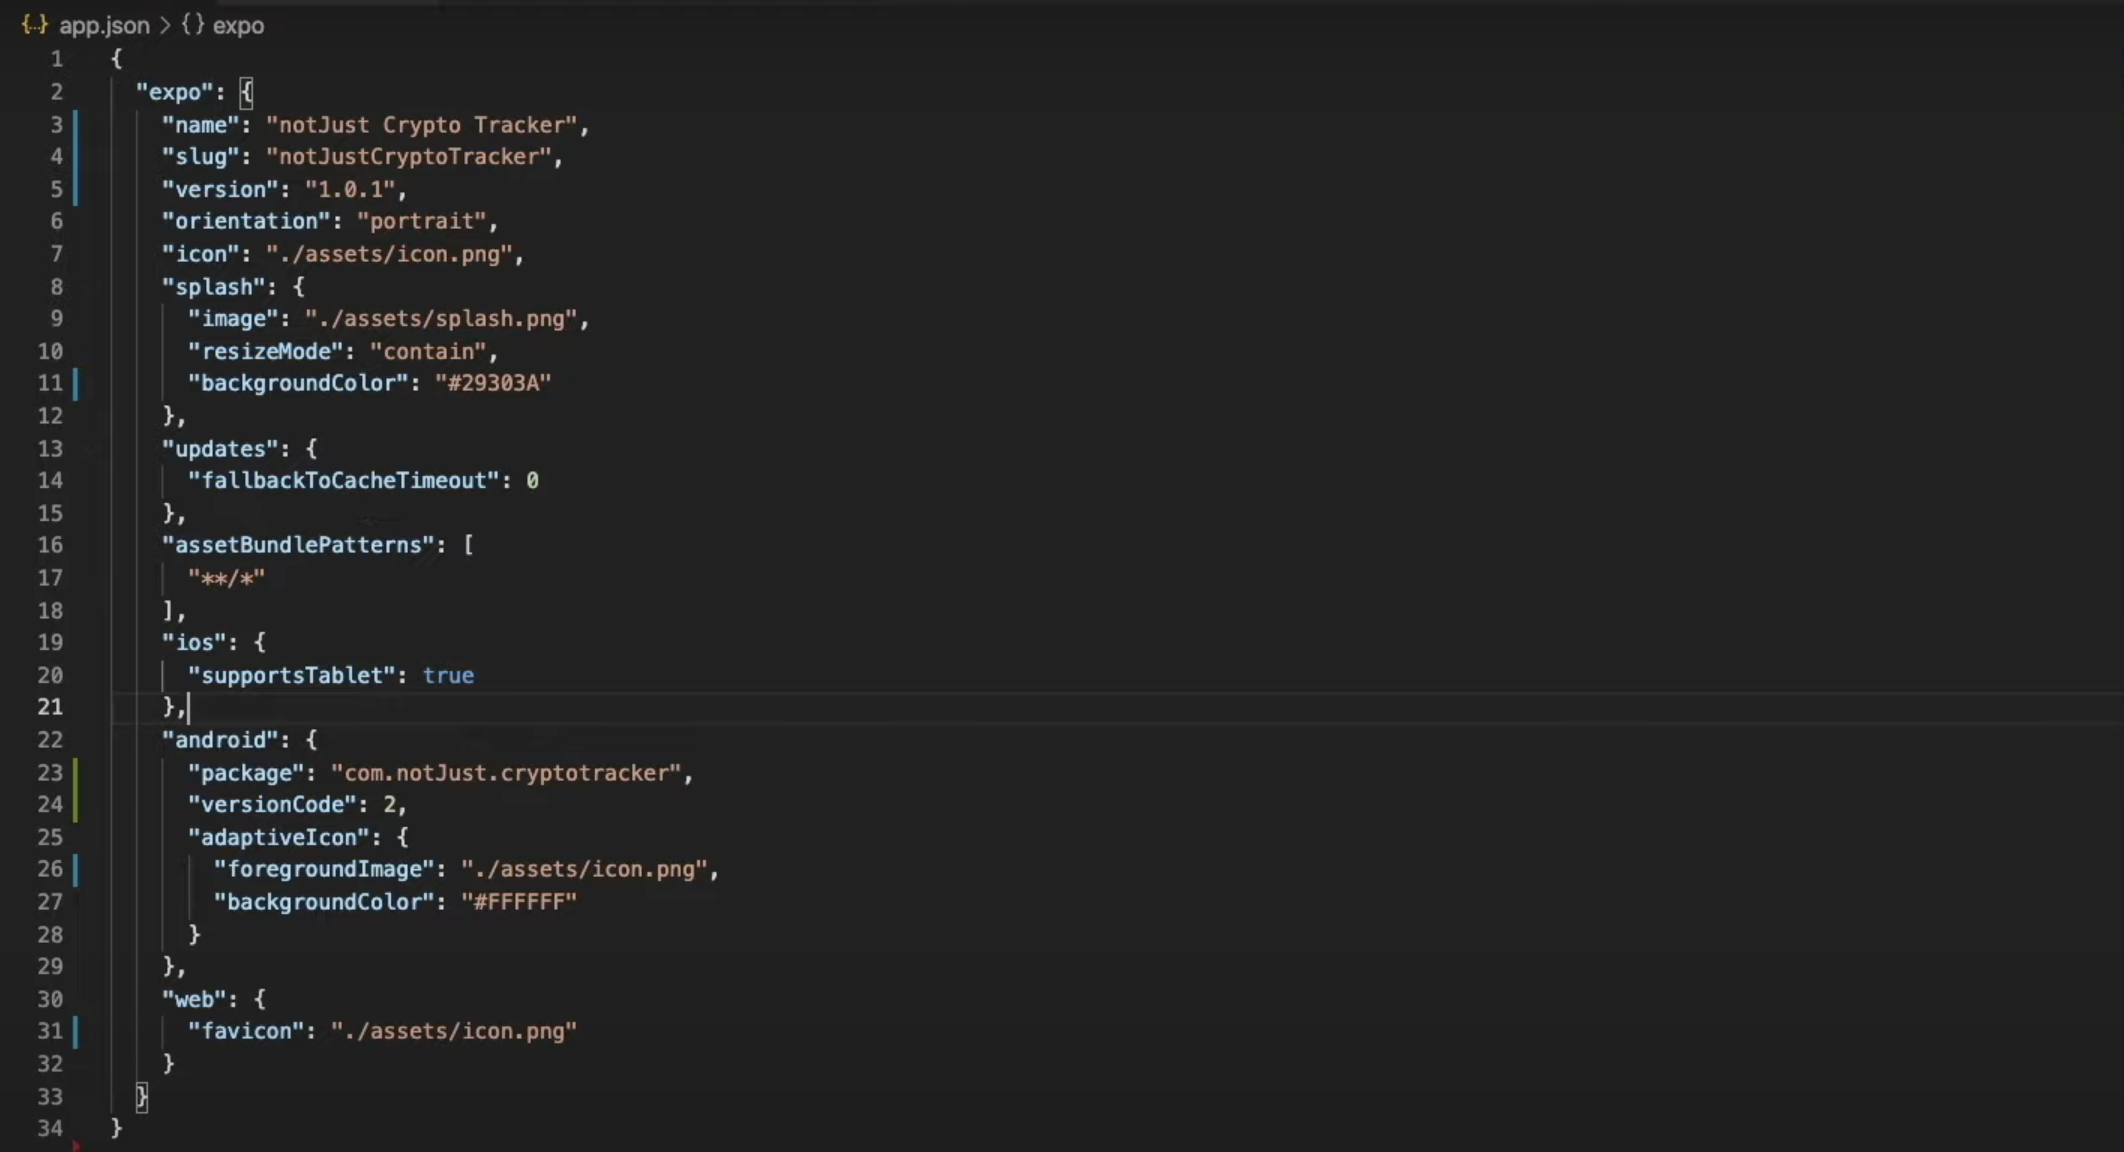 {..} app.json > {} expo
1 {
2 "expo": {
3 "name": "notJust Crypto Tracker",
4 "slug": "notJustCryptoTracker",
5 "version": "1.0.1",
6 "orientation": "portrait",
7 "icon": "./assets/icon.png",
8 "splash": {
9 "image": "./assets/splash.png",
10 "resizeMode": "contain",
11 "backgroundColor": "#29303A"
12 },
13 "updates": {
14 "fallbackToCacheTimeout": 0
15 },
16 "assetBundlePatterns": [
17 "**/*"
18 ],
19 "ios": {
20 "supportsTablet": true
21 },
22 "android": {
23 "package": "com.notJust.cryptotracker",
24 "versionCode": 2,
25 "adaptiveIcon": {
26 "foregroundImage": "./assets/icon.png",
27 "backgroundColor": "#FFFFFF"
28 }
29 },
30 "web": {
31 "favicon": "./assets/icon.png"
32 }
33 }
34 }